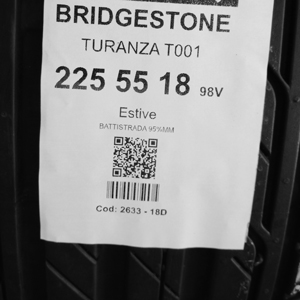 BRIDGESTONE
TURANZA T001
225 55 18 98V
Estive
BATTISTRADA 95%MM
Cod: 2633 - 18D